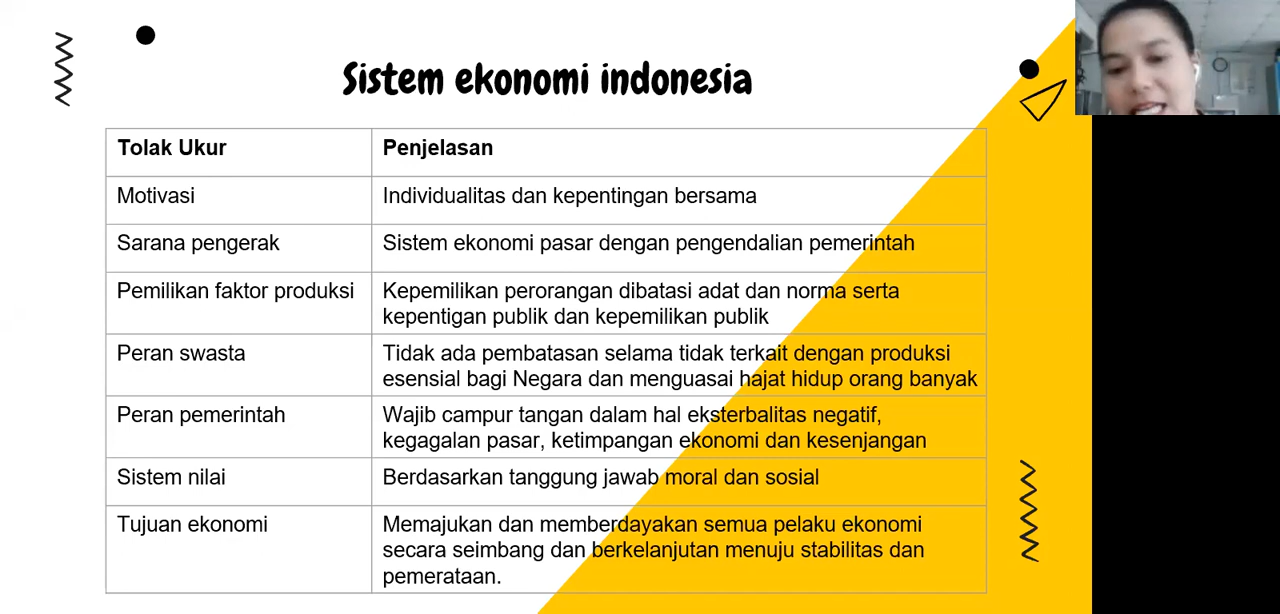 Sistem ekonomi indonesia
Tolak Ukur Penjelasan
Motivasi Individualitas dan kepentingan bersama
Sarana pengerak Sistem ekonomi pasar dengan pengendalian pemerintah
Pemilikan faktor produksi Kepemilikan perorangan dibatasi adat dan norma serta
kepentigan publik dan kepemilikan publik
Peran swasta Tidak ada pembatasan selama tidak terkait dengan produksi
esensial bagi Negara dan menguasai hajat hidup orang banyak
Peran pemerintah Wajib campur tangan dalam hal eksterbalitas negatif,
kegagalan pasar, ketimpangan ekonomi dan kesenjangan
Sistem nilai Berdasarkan tanggung jawab moral dan sosial
Tujuan ekonomi Memajukan dan memberdayakan semua pelaku ekonomi
secara seimbang dan berkelanjutan menuju stabilitas dan
pemerataan.